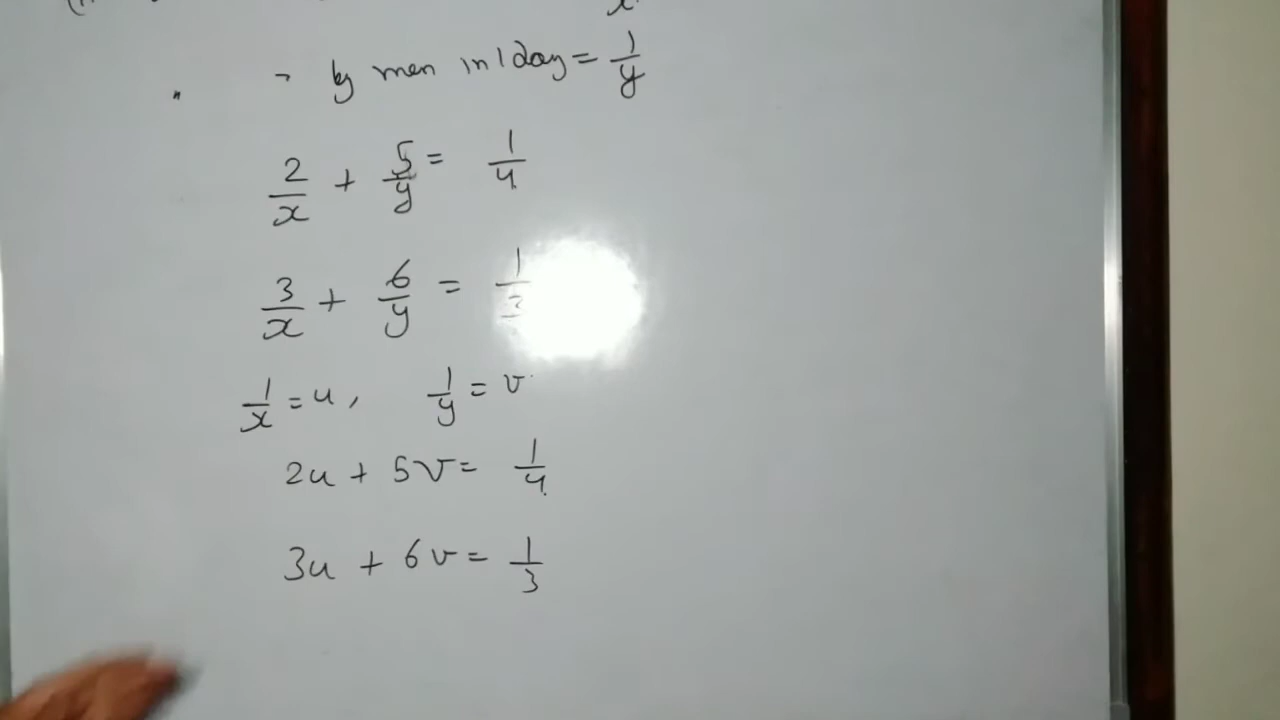 x
" ¬ by men in 1 day = 1/y
2/x + 5/y = 1/4
3/x + 6/y = 1/3
1/x = u, 1/y = v
2u + 5v = 1/4
3u + 6v = 1/3